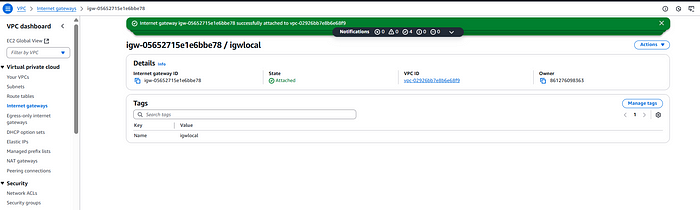 VPC > Internet gateways > igw-05652715e1e6bbe78
VPC dashboard
EC2 Global View
Filter by VPC
Virtual private cloud
Your VPCs
Subnets
Route tables
Internet gateways
Egress-only internet
gateways
DHCP option sets
Elastic IPs
Managed prefix lists
NAT gateways
Peering connections
Security
Network ACLs
Security groups
Internet gateway igw-05652715e1e6bbe78 successfully attached to vpc-02926bb7e8b6e68f9
Notifications 0 0 4 0 0
igw-05652715e1e6bbe78 / igwlocal
Actions
Details Info
Internet gateway ID State VPC ID Owner
igw-05652715e1e6bbe78 Attached vpc-02926bb7e8b6e68f9 861276098363
Tags
Manage tags
Search tags
1
Key Value
Name igwlocal